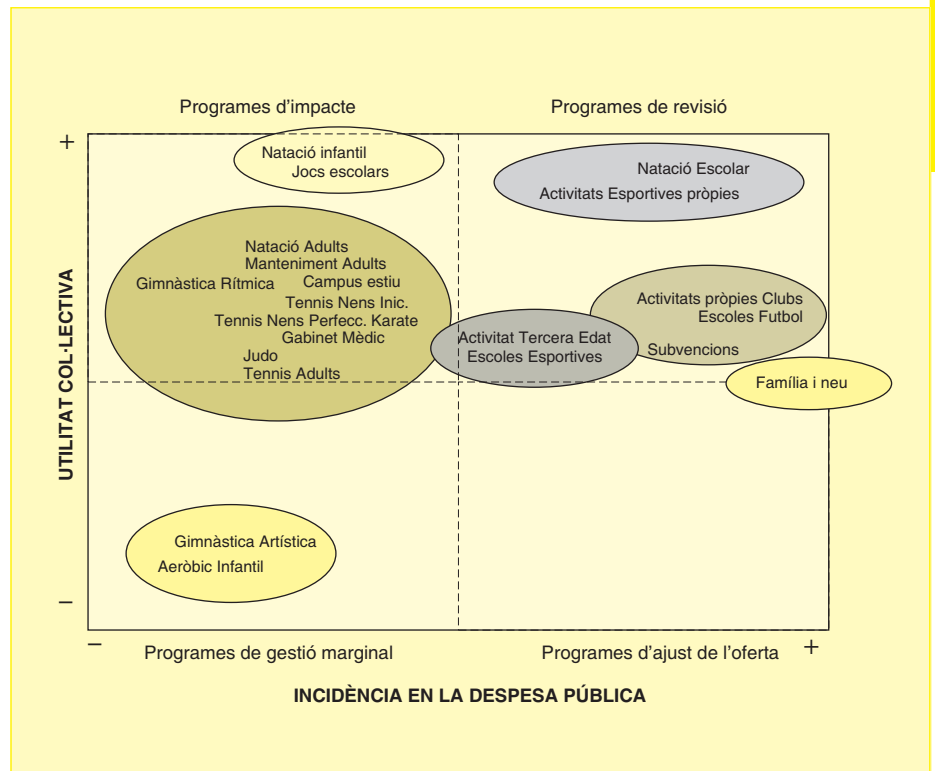 Programes d’impacte
Programes de revisió
+
Natació infantil
Jocs escolars
Natació Escolar
Activitats Esportives pròpies
Natació Adults
Manteniment Adults
Gimnàstica Rítmica
Campus estiu
Tennis Nens Inic.
Tennis Nens Perfecc. Karate
Gabinet Mèdic
Judo
Tennis Adults
Activitat Tercera Edat
Escoles Esportives
Activitats pròpies Clubs
Escoles Futbol
Subvencions
Família i neu
UTILITAT COL·LECTIVA
Gimnàstica Artística
Aeròbic Infantil
–
–
Programes de gestió marginal
Programes d’ajust de l’oferta
+
INCIDÈNCIA EN LA DESPESA PÚBLICA